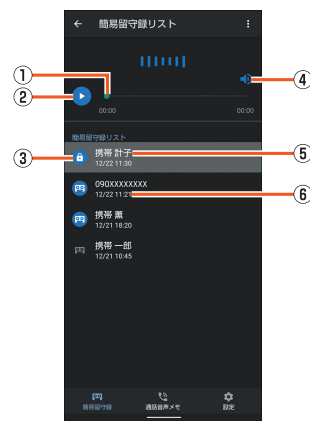 簡易留守録リスト
①
②
④
00:00
00:00
簡易留守録リスト
③
携帯 計子
⑤
12/22 11:30
090XXXXXXXX
12/22 11:21
⑥
携帯 薫
12/21 18:20
携帯 一郎
12/21 10:45
簡易留守録
通話音声メモ
設定